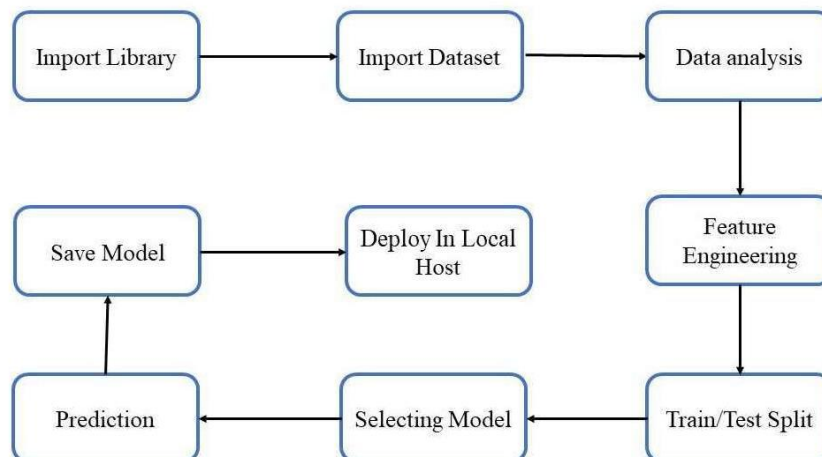 Import Library
Import Dataset
Data analysis
Feature
Engineering
Train/Test Split
Selecting Model
Prediction
Save Model
Deploy In Local
Host